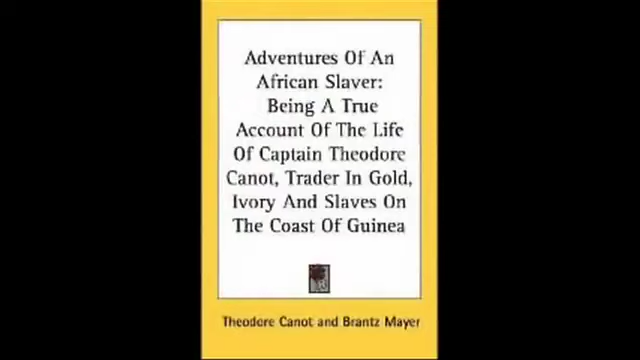 Adventures Of An
African Slaver:
Being A True
Account Of The Life
Of Captain Theodore
Canot, Trader In Gold,
Ivory And Slaves On
The Coast Of Guinea
Theodore Canot and Brantz Mayer